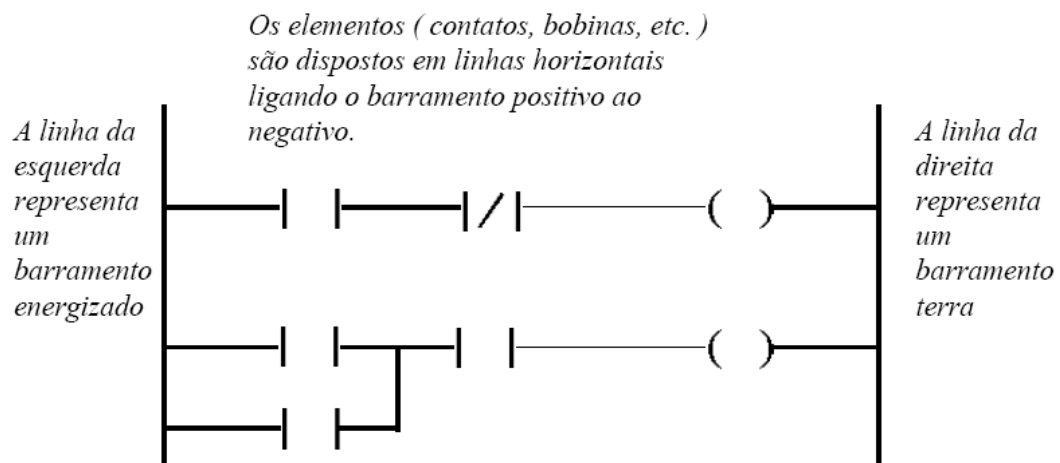 Os elementos ( contatos, bobinas, etc. )
são dispostos em linhas horizontais
ligando o barramento positivo ao
negativo.
A linha da
esquerda
representa
um
barramento
energizado
A linha da
direita
representa
um
barramento
terra